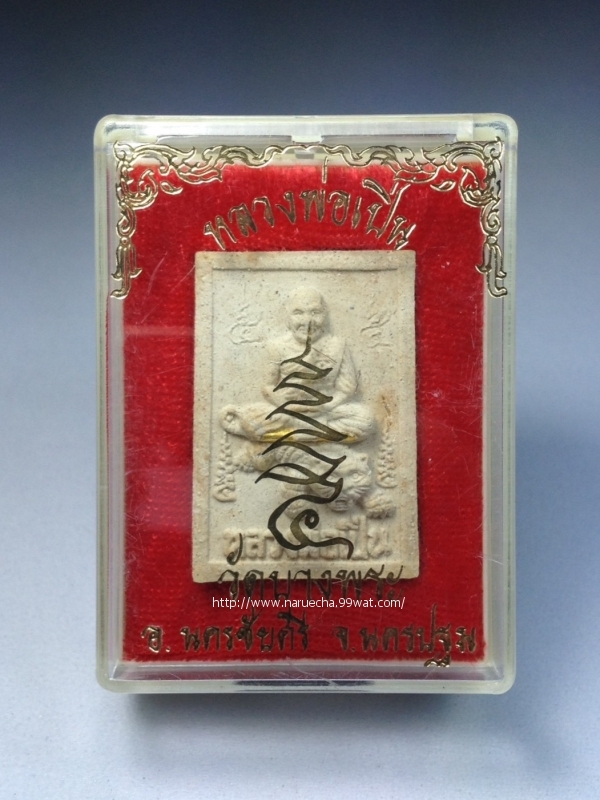 หลวงพ่อเปิ่น
หลวงพ่อเปิ่น
วัดบางพระ
http://www.naruecha.99wat.com/
อ.นครชัยศรี จ.นครปฐม